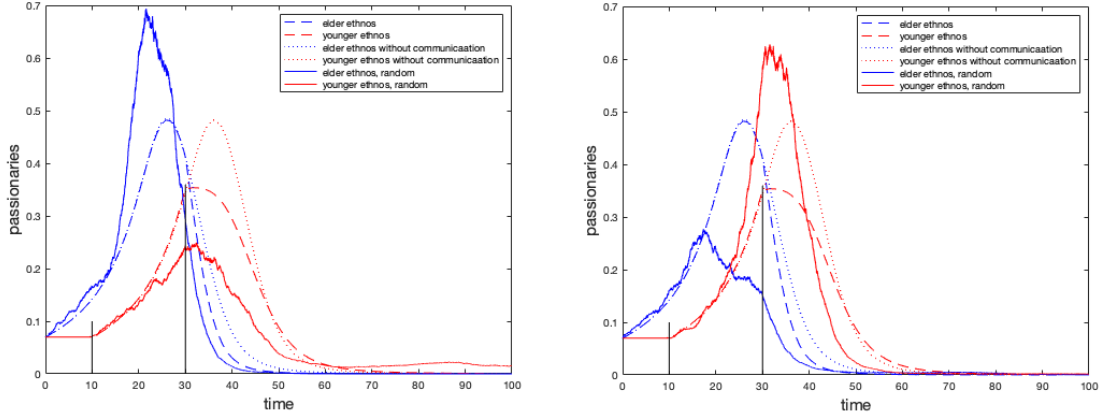 0.7
0.6
0.5
0.4
0.3
0.2
0.1
0
passionaries
elder ethnos
younger ethnos
elder ethnos without communicaation
younger ethnos without communicaation
elder ethnos, random
younger ethnos, random
0 10 20 30 40 50 60 70 80 90 100
time
0.7
0.6
0.5
0.4
0.3
0.2
0.1
0
passionaries
elder ethnos
younger ethnos
elder ethnos without communicaation
younger ethnos without communicaation
elder ethnos, random
younger ethnos, random
0 10 20 30 40 50 60 70 80 90 100
time